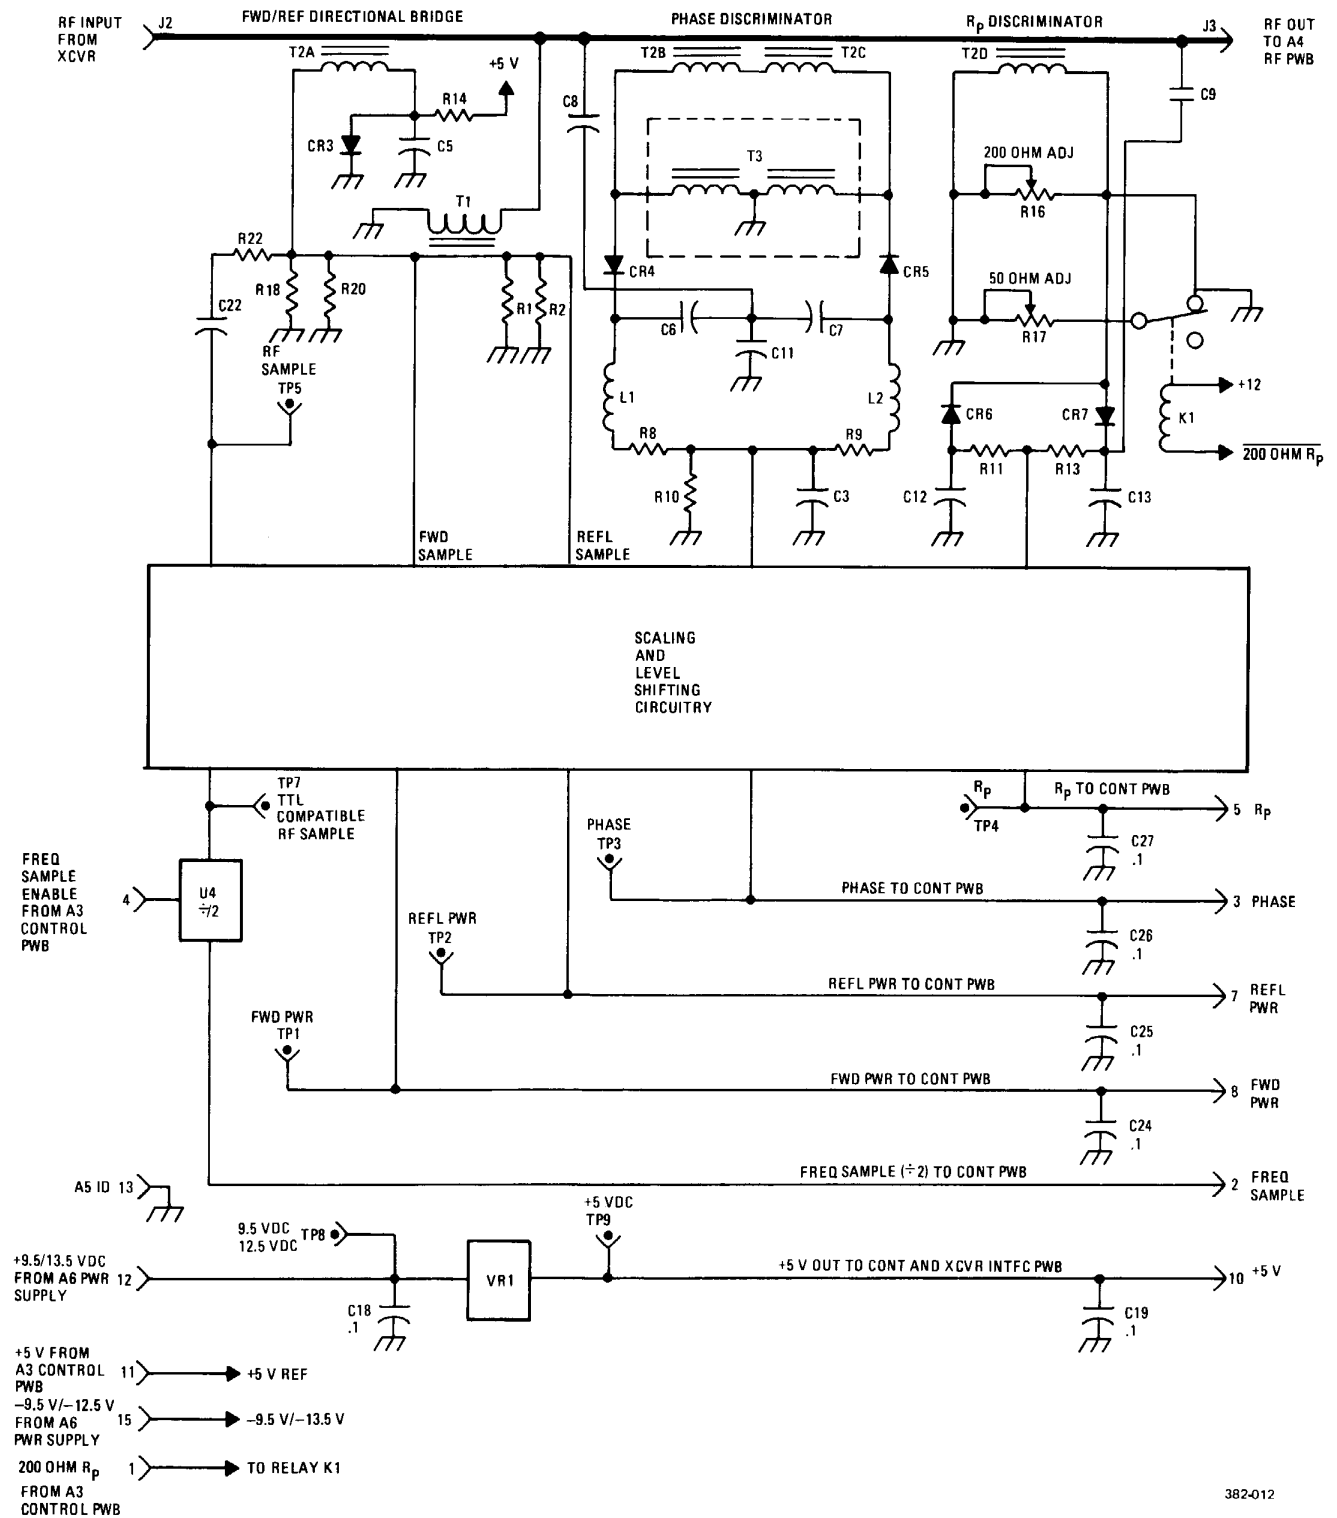 RF INPUT
FROM
XCVR
J2
FWD/REF DIRECTIONAL BRIDGE
PHASE DISCRIMINATOR
Rp DISCRIMINATOR
J3
RF OUT
TO A4
RF PWB
T2A
+5 V
T2B
T2C
T2D
R14
C8
C9
CR3
C5
T3
200 OHM ADJ
R16
T1
R22
CR4
CR5
50 OHM ADJ
R18
R20
R1
R2
C22
C6
C7
R17
RF
SAMPLE
TP5
C11
L1
L2
+12
CR6
CR7
K1
R8
R9
200 OHM Rp
R11
R13
R10
C3
C12
C13
FWD
SAMPLE
REFL
SAMPLE
SCALING
AND
LEVEL
SHIFTING
CIRCUITRY
TP7
TTL
COMPATIBLE
RF SAMPLE
Rp
TP4
Rp TO CONT PWB
5 Rp
PHASE
TP3
C27
.1
FREQ
SAMPLE
ENABLE
FROM A3
CONTROL
PWB
4
U4
÷/2
PHASE TO CONT PWB
3 PHASE
REFL PWR
TP2
C26
.1
REFL PWR TO CONT PWB
7 REFL
PWR
FWD PWR
TP1
C25
.1
FWD PWR TO CONT PWB
8 FWD
PWR
C24
.1
FREQ SAMPLE (÷2) TO CONT PWB
2 FREQ
SAMPLE
A5 ID 13
9.5 VDC
12.5 VDC
TP8
+5 VDC
TP9
+9.5/13.5 VDC
FROM A6 PWR 12
SUPPLY
VR1
+5 V OUT TO CONT AND XCVR INTFC PWB
10 +5 V
C18
.1
C19
.1
+5 V FROM
A3 CONTROL 11
PWB
+5 V REF
–9.5 V/–12.5 V
FROM A6 15
PWR SUPPLY
–9.5 V/–13.5 V
200 OHM Rp 1
FROM A3
CONTROL PWB
TO RELAY K1
382-012